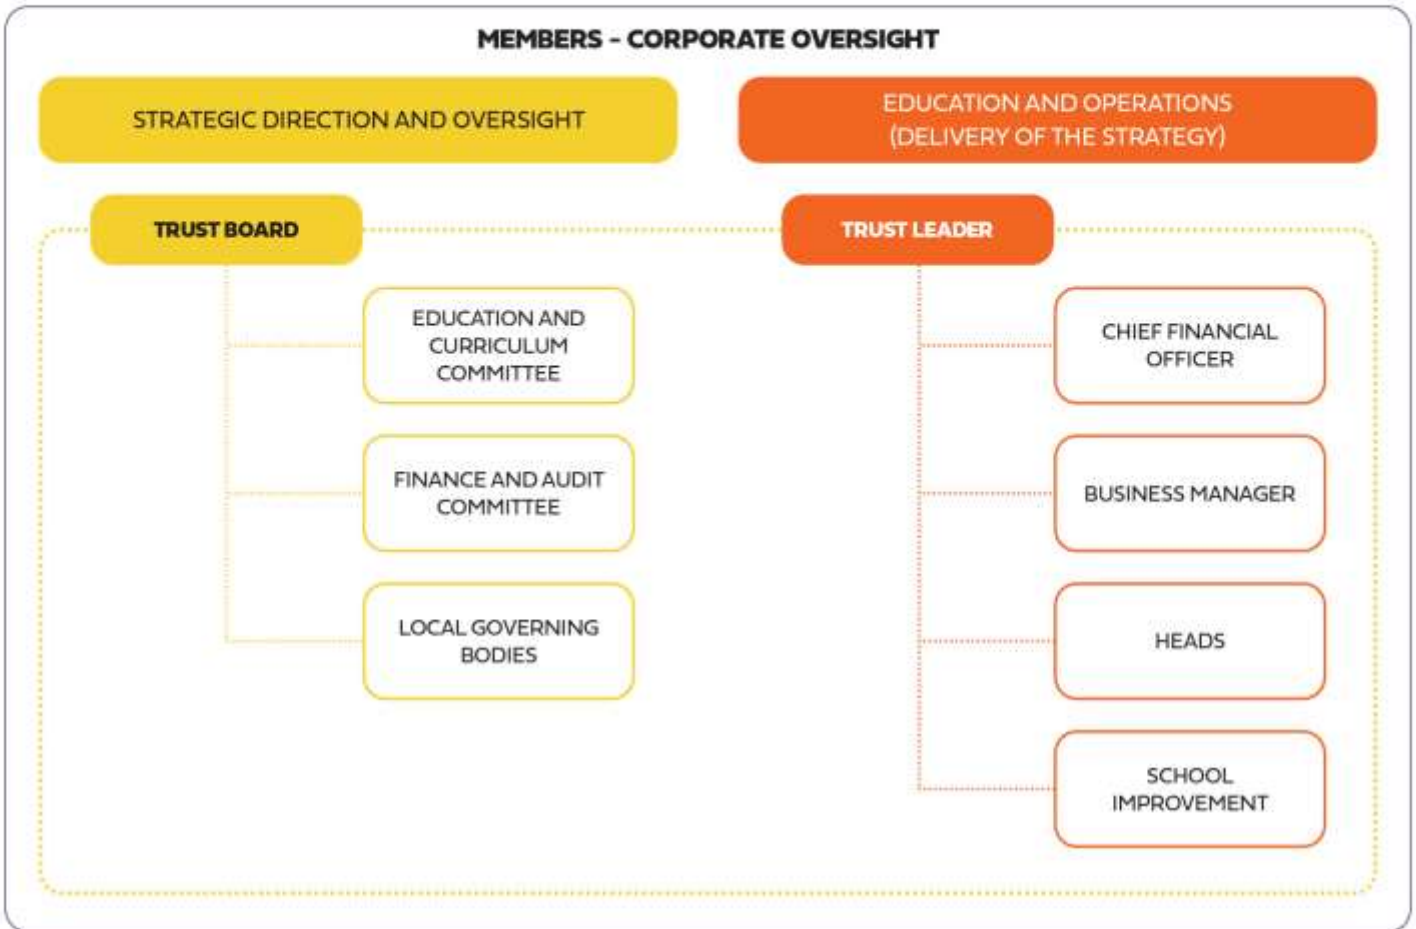 MEMBERS - CORPORATE OVERSIGHT
STRATEGIC DIRECTION AND OVERSIGHT
EDUCATION AND OPERATIONS
(DELIVERY OF THE STRATEGY)
TRUST BOARD
EDUCATION AND
CURRICULUM
COMMITTEE
FINANCE AND AUDIT
COMMITTEE
LOCAL GOVERNING
BODIES
TRUST LEADER
CHIEF FINANCIAL
OFFICER
BUSINESS MANAGER
HEADS
SCHOOL
IMPROVEMENT